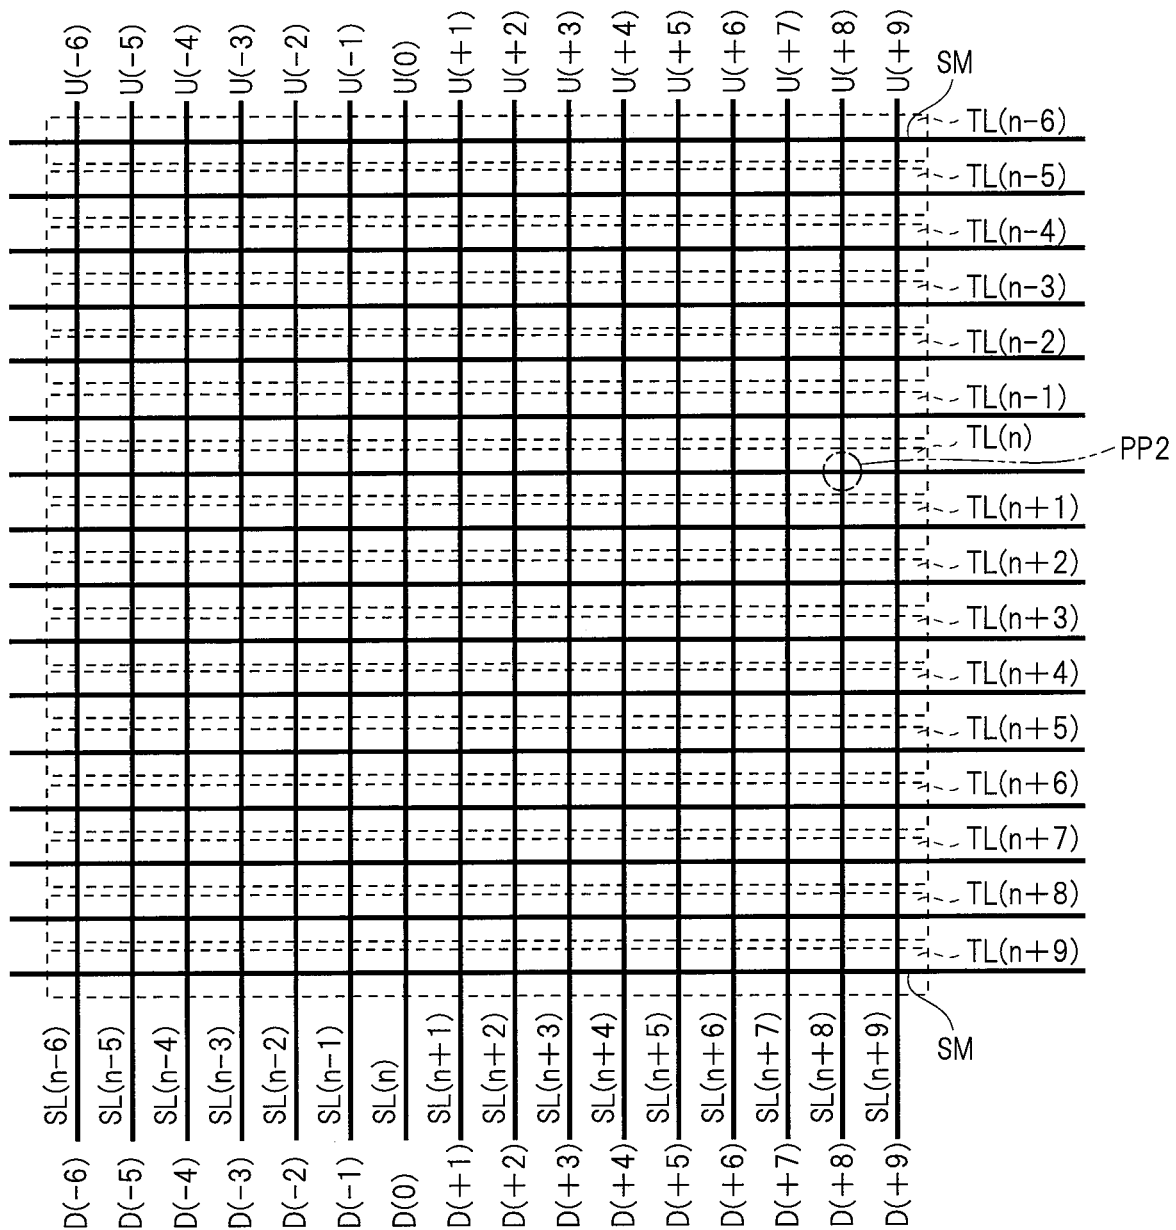 U(-6)
U(-5)
U(-4)
U(-3)
U(-2)
U(-1)
U(0)
U(+1)
U(+2)
U(+3)
U(+4)
U(+5)
U(+6)
U(+7)
U(+8)
U(+9)
SM
TL(n-6)
TL(n-5)
TL(n-4)
TL(n-3)
TL(n-2)
TL(n-1)
TL(n)
PP2
TL(n+1)
TL(n+2)
TL(n+3)
TL(n+4)
TL(n+5)
TL(n+6)
TL(n+7)
TL(n+8)
TL(n+9)
SM
SL(n-6)
SL(n-5)
SL(n-4)
SL(n-3)
SL(n-2)
SL(n-1)
SL(n)
SL(n+1)
SL(n+2)
SL(n+3)
SL(n+4)
SL(n+5)
SL(n+6)
SL(n+7)
SL(n+8)
SL(n+9)
D(-6)
D(-5)
D(-4)
D(-3)
D(-2)
D(-1)
D(0)
D(+1)
D(+2)
D(+3)
D(+4)
D(+5)
D(+6)
D(+7)
D(+8)
D(+9)